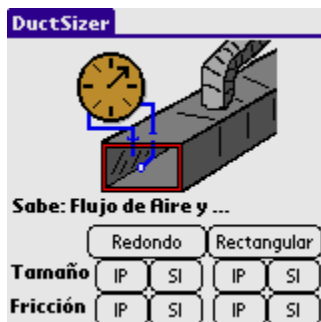 DuctSizer
Sabe: Flujo de Aire y ...
Redondo Rectangular
Tamaño IP SI IP SI
Fricción IP SI IP SI